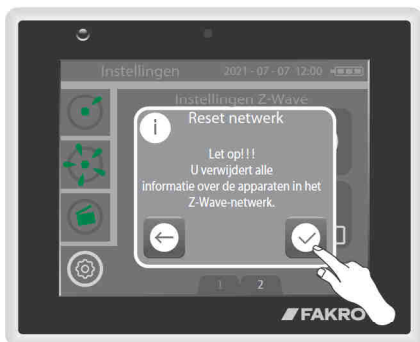 Instellingen 2021-07-07 12:00
Instellingen Z-Wave
i
Reset netwerk
Let op!!!
U verwijdert alle
informatie over de apparaten in het
Z-Wave-netwerk.
1 2
FAKRO